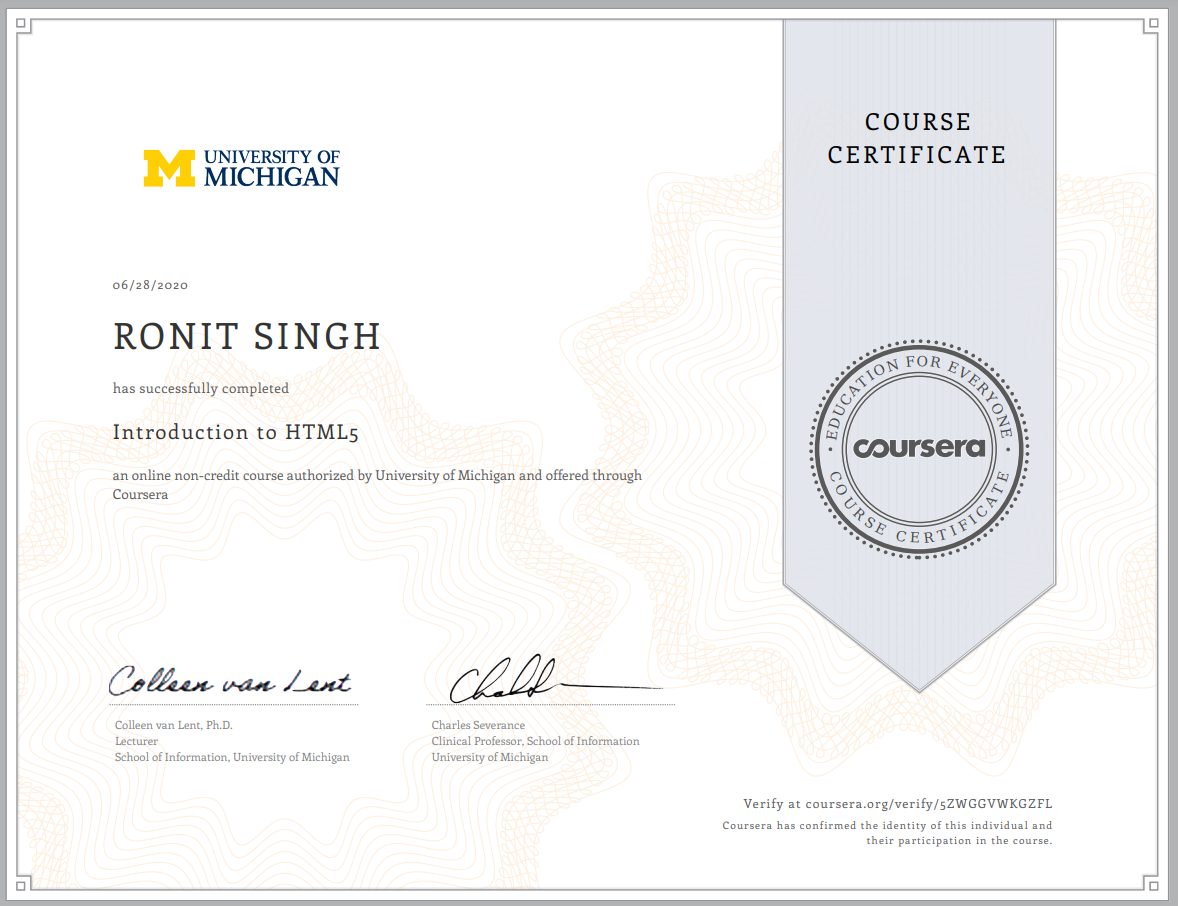 COURSE
CERTIFICATE
UNIVERSITY OF
MICHIGAN
06/28/2020
RONIT SINGH
has successfully completed
Introduction to HTML5
an online non-credit course authorized by University of Michigan and offered through
Coursera
EDUCATION FOR EVERYONE
coursera
COURSE CERTIFICATE
Colleen van Lent
Colleen van Lent, Ph.D.
Lecturer
School of Information, University of Michigan
Charles Severance
Clinical Professor, School of Information
University of Michigan
Verify at coursera.org/verify/5ZWGGVWKGZFL
Coursera has confirmed the identity of this individual and
their participation in the course.